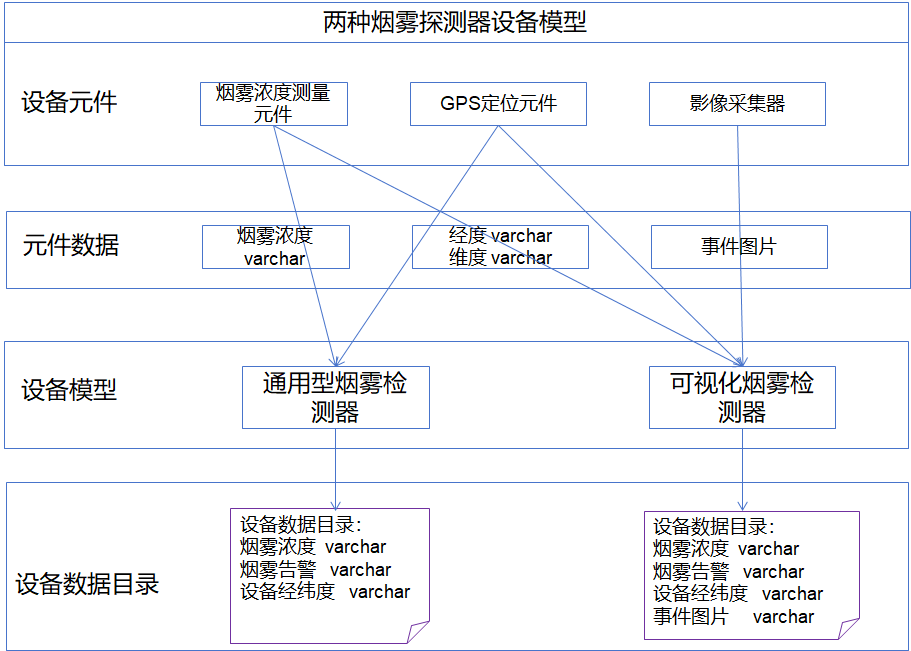 两种烟雾探测器设备模型
设备元件
烟雾浓度测量
元件
GPS定位元件
影像采集器
元件数据
烟雾浓度
varchar
经度 varchar
维度 varchar
事件图片
设备模型
通用型烟雾检
测器
可视化烟雾检
测器
设备数据目录
设备数据目录：
烟雾浓度 varchar
烟雾告警 varchar
设备经纬度 varchar
设备数据目录：
烟雾浓度 varchar
烟雾告警 varchar
设备经纬度 varchar
事件图片 varchar